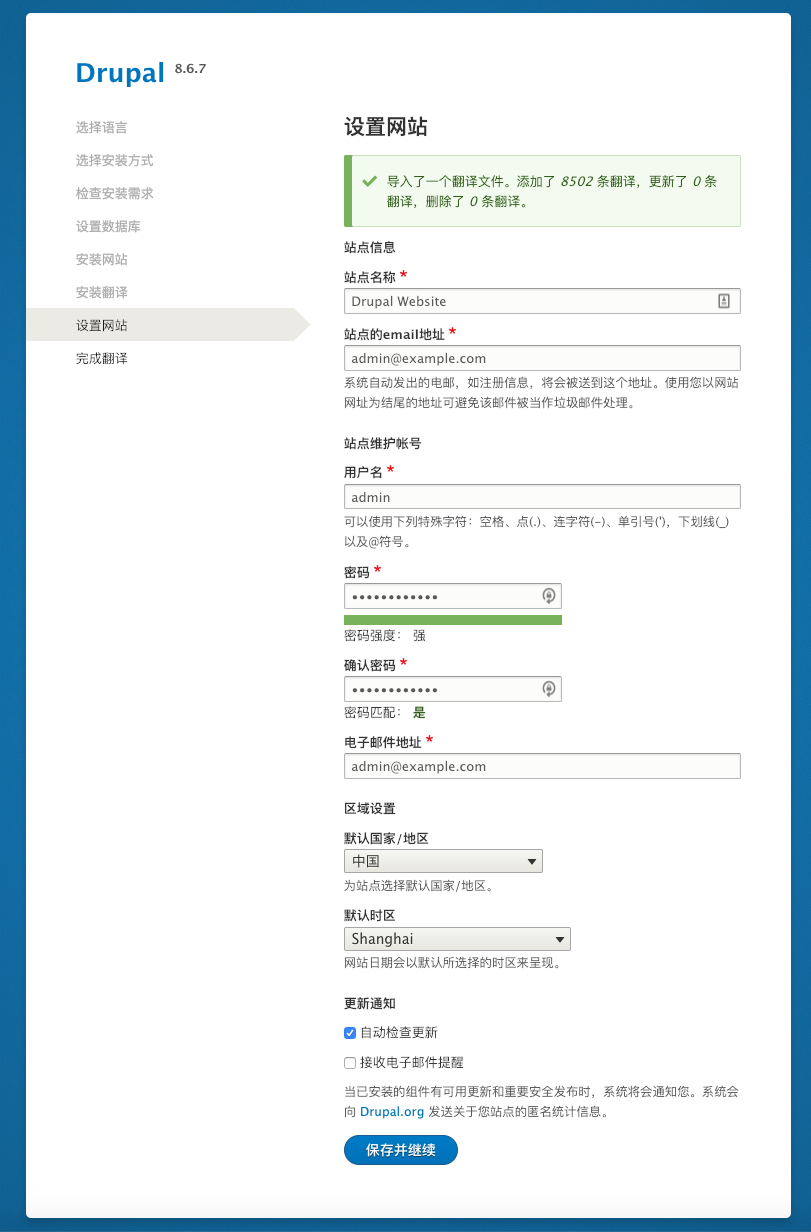 Drupal 8.6.7
选择语言
选择安装方式
检查安装需求
设置数据库
安装网站
安装翻译
设置网站
完成翻译
设置网站
导入了一个翻译文件。添加了 8502 条翻译，更新了 0 条
翻译，删除了 0 条翻译。
站点信息
站点名称 *
Drupal Website
站点的email地址 *
admin@example.com
系统自动发出的电邮，如注册信息，将会被送到这个地址。使用您以网站
网址为结尾的地址可避免该邮件被当作垃圾邮件处理。
站点维护帐号
用户名 *
admin
可以使用下列特殊字符：空格、点(.)、连字符(-)、单引号(')，下划线(_)
以及@符号。
密码 *
••••••••••••
密码强度： 强
确认密码 *
••••••••••••
密码匹配： 是
电子邮件地址 *
admin@example.com
区域设置
默认国家/地区
中国
为站点选择默认国家/地区。
默认时区
Shanghai
网站日期会以默认所选择的时区来呈现。
更新通知
自动检查更新
接收电子邮件提醒
当已安装的组件有可用更新和重要安全发布时，系统将会通知您。系统会
向 Drupal.org 发送关于您站点的匿名统计信息。
保存并继续